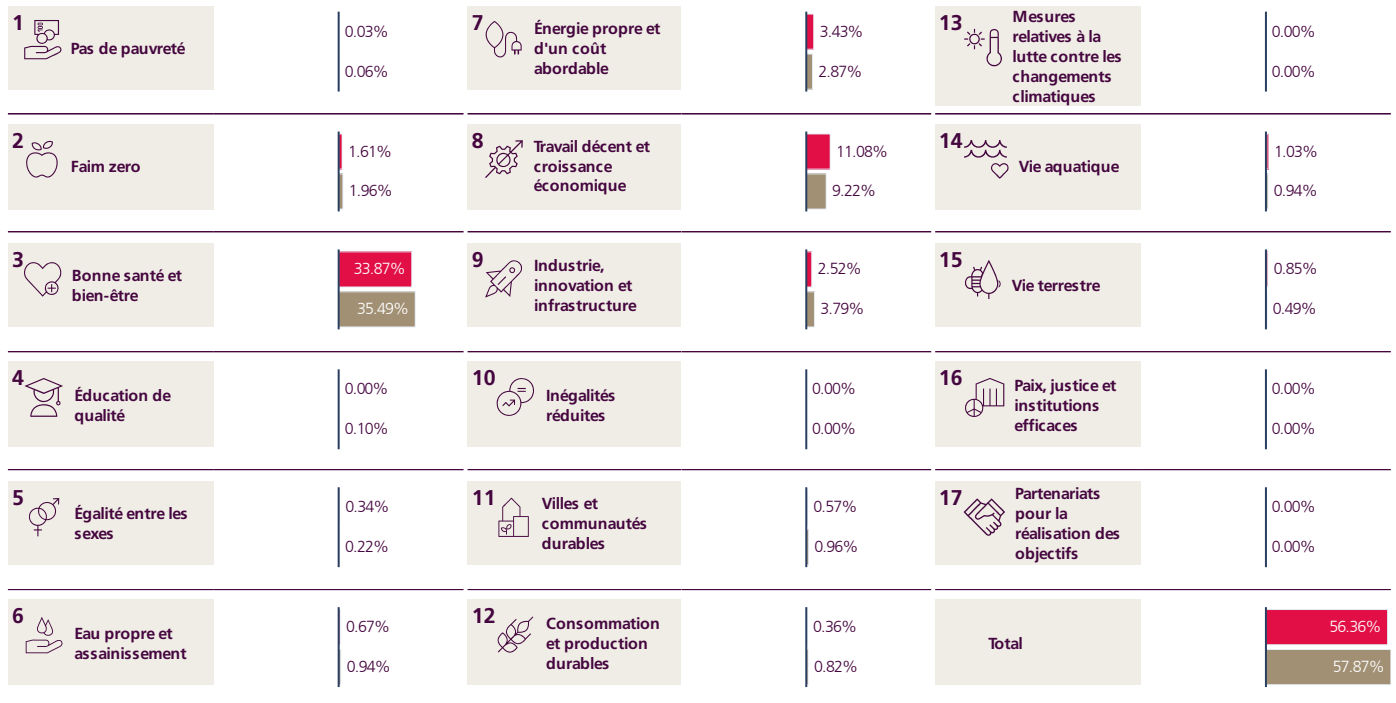 1
Pas de pauvreté
0.03%
0.06%
2
Faim zero
1.61%
1.96%
3
Bonne santé et
bien-être
33.87%
35.49%
4
Éducation de
qualité
0.00%
0.10%
5
Égalité entre les
sexes
0.34%
0.22%
6
Eau propre et
assainissement
0.67%
0.94%
7
Énergie propre et
d'un coût
abordable
3.43%
2.87%
8
Travail décent et
croissance
économique
11.08%
9.22%
9
Industrie,
innovation et
infrastructure
2.52%
3.79%
10
Inégalités
réduites
0.00%
0.00%
11
Villes et
communautés
durables
0.57%
0.96%
12
Consommation
et production
durables
0.36%
0.82%
13
Mesures
relatives à la
lutte contre les
changements
climatiques
0.00%
0.00%
14
Vie aquatique
1.03%
0.94%
15
Vie terrestre
0.85%
0.49%
16
Paix, justice et
institutions
efficaces
0.00%
0.00%
17
Partenariats
pour la
réalisation des
objectifs
0.00%
0.00%
Total
56.36%
57.87%